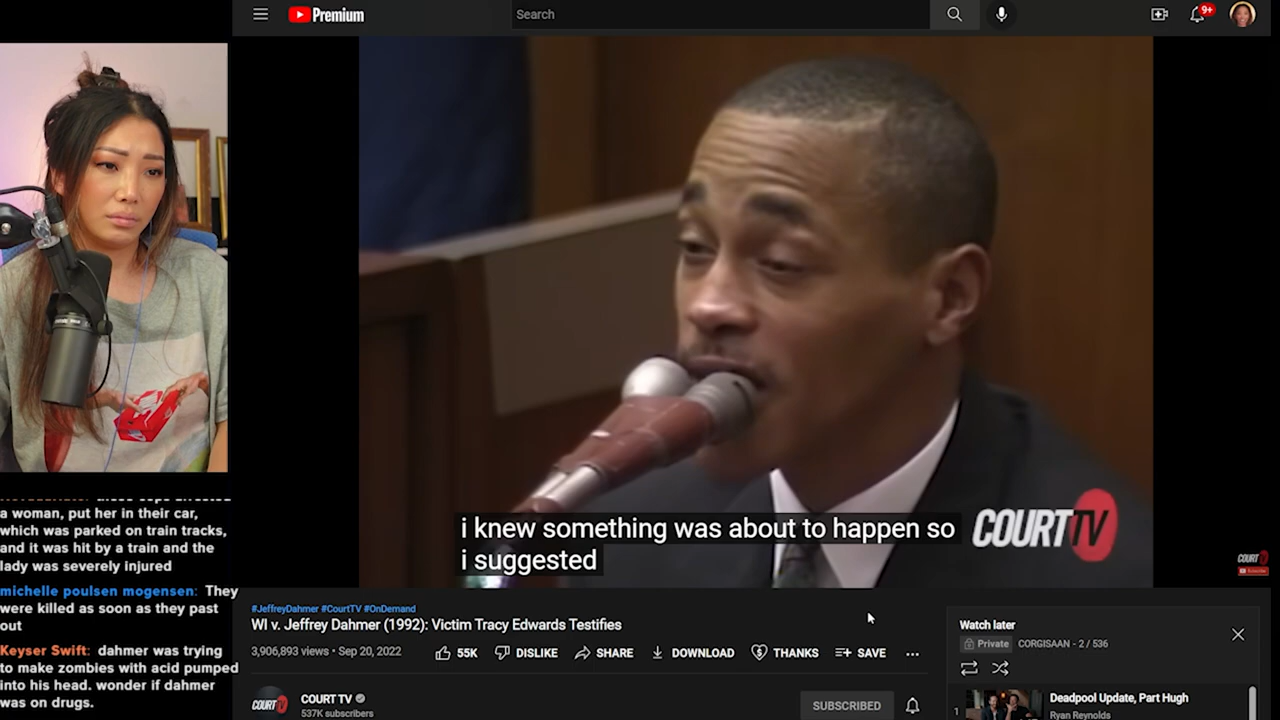 Premium
Search
9+
i knew something was about to happen so
i suggested
COURT TV
COURT
#JeffreyDahmer #CourtTV #OnDemand
WI v. Jeffrey Dahmer (1992): Victim Tracy Edwards Testifies
3,906,893 views • Sep 20, 2022
55K
DISLIKE
SHARE
DOWNLOAD
THANKS
SAVE
COURT TV
537K subscribers
SUBSCRIBED
Watch later
Private
CORGISAAN - 2 / 536
1
Deadpool Update, Part Hugh
Ryan Reynolds
a woman, put her in their car,
which was parked on train tracks,
and it was hit by a train and the
lady was severely injured
michelle poulsen mogensen: They
were killed as soon as they past
out
Keyser Swift: dahmer was trying
to make zombies with acid pumped
into his head. wonder if dahmer
was on drugs.